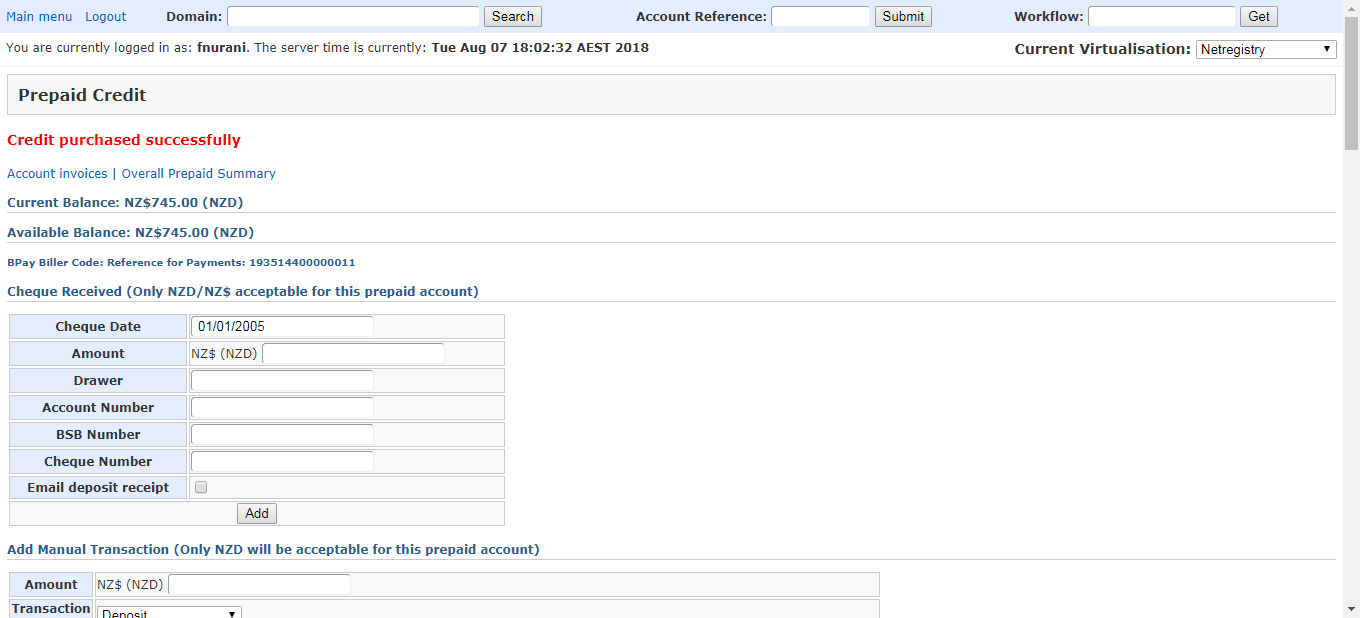 Main menu Logout Domain: Search Account Reference: Submit Workflow: Get
You are currently logged in as: fnurani. The server time is currently: Tue Aug 07 18:02:32 AEST 2018 Current Virtualisation: Netregistry
Prepaid Credit
Credit purchased successfully
Account invoices | Overall Prepaid Summary
Current Balance: NZ$745.00 (NZD)
Available Balance: NZ$745.00 (NZD)
BPay Biller Code: Reference for Payments: 193514400000011
Cheque Received (Only NZD/NZ$ acceptable for this prepaid account)
Cheque Date 01/01/2005
Amount NZ$ (NZD)
Drawer
Account Number
BSB Number
Cheque Number
Email deposit receipt
Add
Add Manual Transaction (Only NZD will be acceptable for this prepaid account)
Amount NZ$ (NZD)
Transaction Deposit